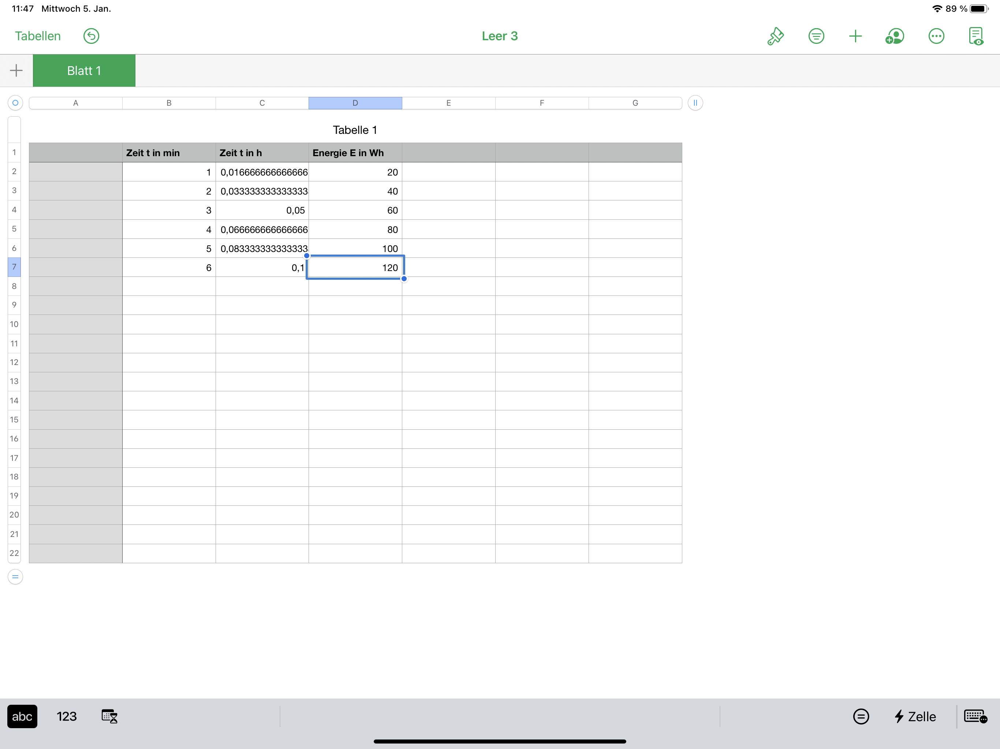 11:47 Mittwoch 5. Jan. 89 %
Tabellen Leer 3
Blatt 1
A B C D E F G
Tabelle 1
1 Zeit t in min Zeit t in h Energie E in Wh
2 1 0,016666666666666 20
3 2 0,033333333333333 40
4 3 0,05 60
5 4 0,066666666666666 80
6 5 0,083333333333333 100
7 6 0,1 120
8
9
10
11
12
13
14
15
16
17
18
19
20
21
22
abc 123 Zelle